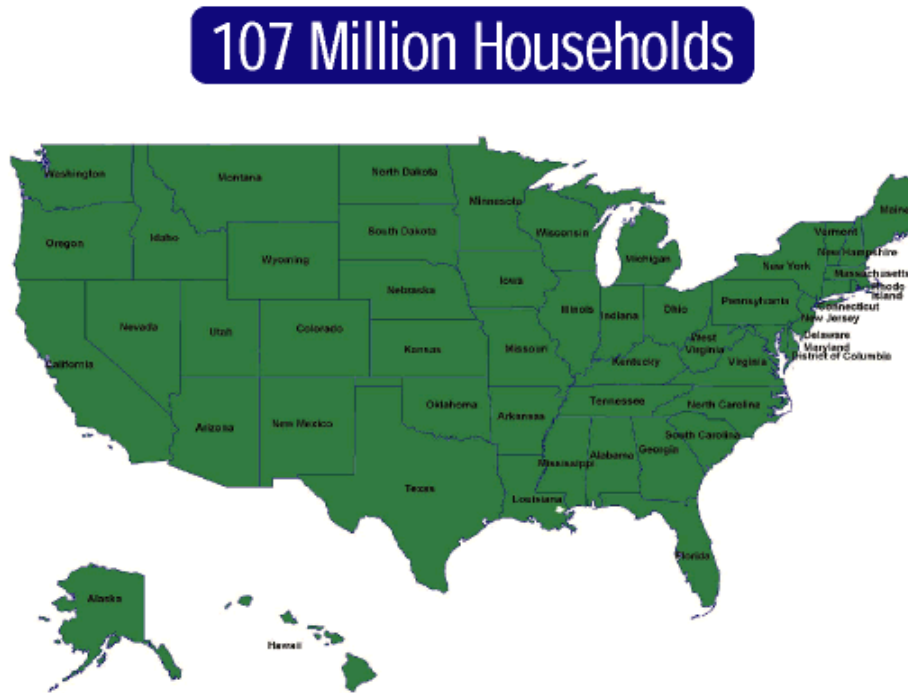 107 Million Households
Washington
Montana
North Dakota
Minnesota
Maine
Oregon
Idaho
South Dakota
Wisconsin
Vermont
New Hampshire
Wyoming
Michigan
New York
Massachusetts
Rhode
Island
Nebraska
Iowa
Connecticut
Nevada
Utah
Colorado
Illinois
Indiana
Ohio
Pennsylvania
New Jersey
Delaware
Maryland
District of Columbia
California
Kansas
Missouri
Kentucky
West
Virginia
Virginia
Arizona
New Mexico
Oklahoma
Arkansas
Tennessee
North Carolina
South Carolina
Texas
Louisiana
Mississippi
Alabama
Georgia
Florida
Alaska
Hawaii